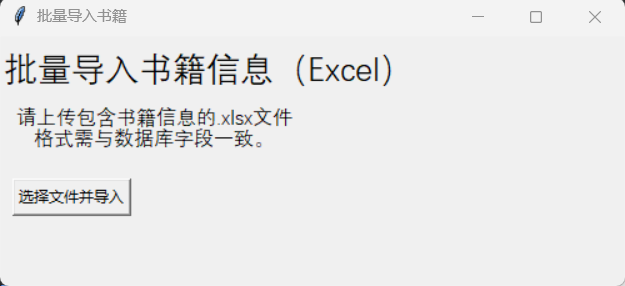 批量导入书籍
批量导入书籍信息（Excel）
请上传包含书籍信息的.xlsx文件
格式需与数据库字段一致。
选择文件并导入